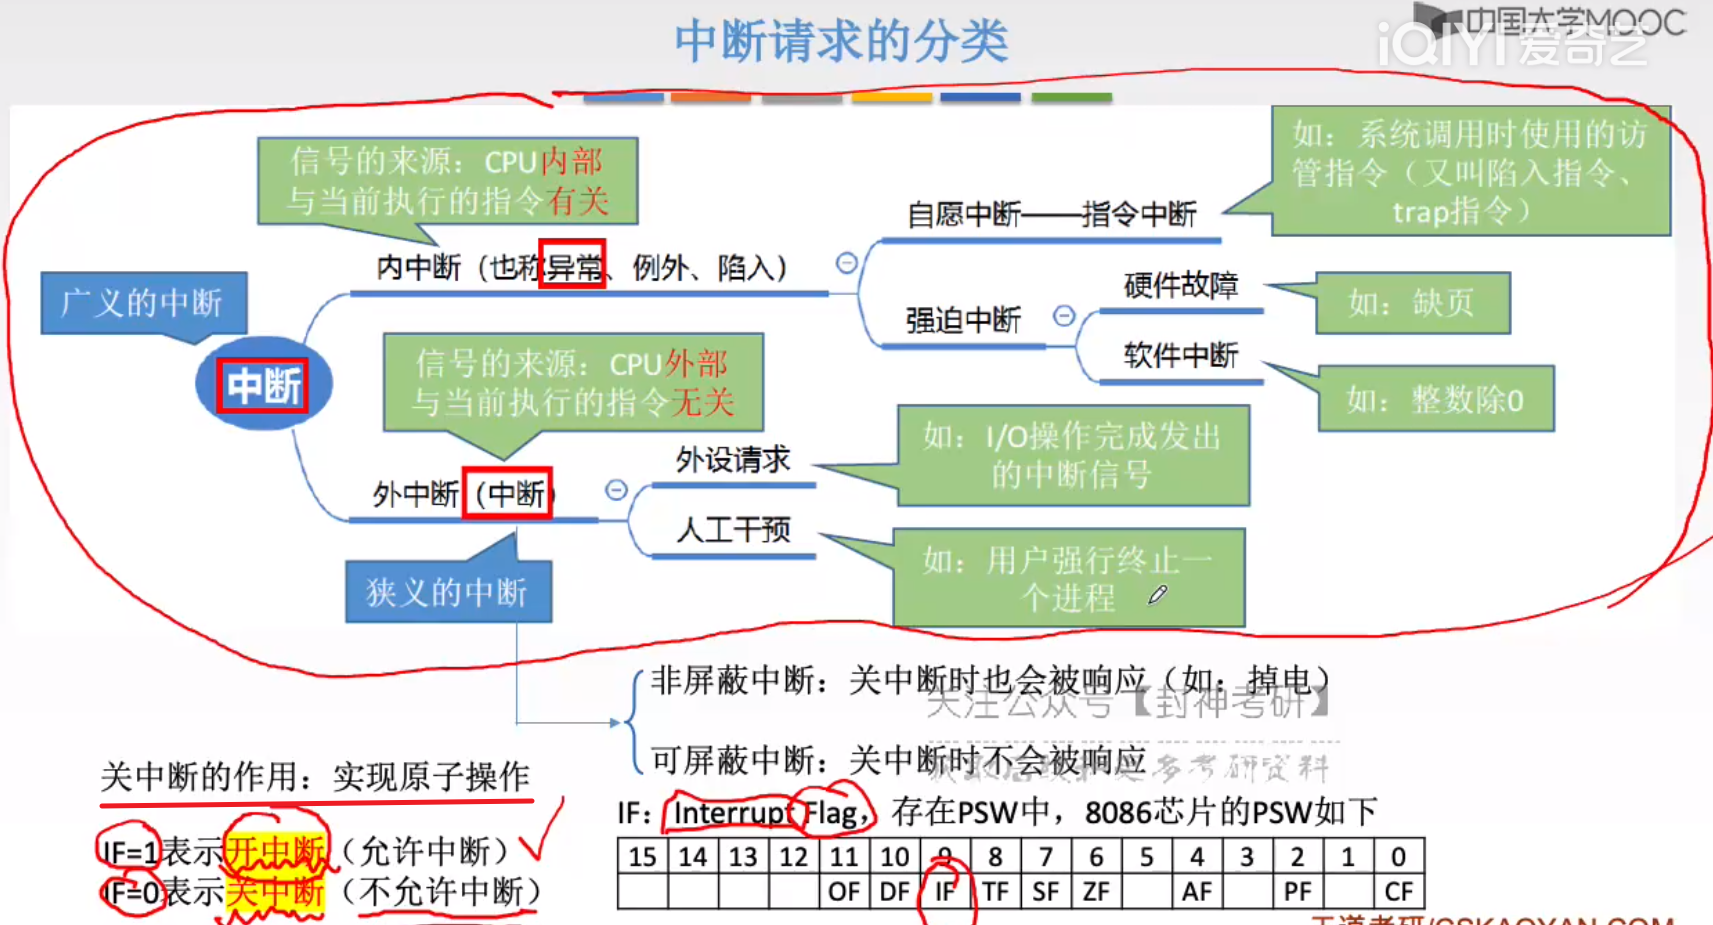 中断请求的分类
中国大学MOOC
iQIYI 爱奇艺
信号的来源：CPU内部
与当前执行的指令有关
如：系统调用时使用的访
管指令（又叫陷入指令、
trap指令）
自愿中断——指令中断
内中断（也称异常、例外、陷入）
广义的中断
硬件故障
如：缺页
强迫中断
软件中断
如：整数除0
中断
信号的来源：CPU外部
与当前执行的指令无关
外设请求
如：I/O操作完成发出
的中断信号
外中断（中断）
人工干预
如：用户强行终止一
个进程
狭义的中断
非屏蔽中断：关中断时也会被响应（如：掉电）
关注公众号【封神考研】
可屏蔽中断：关中断时不会被响应
关中断的作用：实现原子操作
IF：Interrupt Flag，存在PSW中，8086芯片的PSW如下
IF=1表示开中断（允许中断）
IF=0表示关中断（不允许中断）
15 14 13 12 11 10 9 8 7 6 5 4 3 2 1 0
OF DF IF TF SF ZF AF PF CF
王道考研/CSKAOYAN.COM